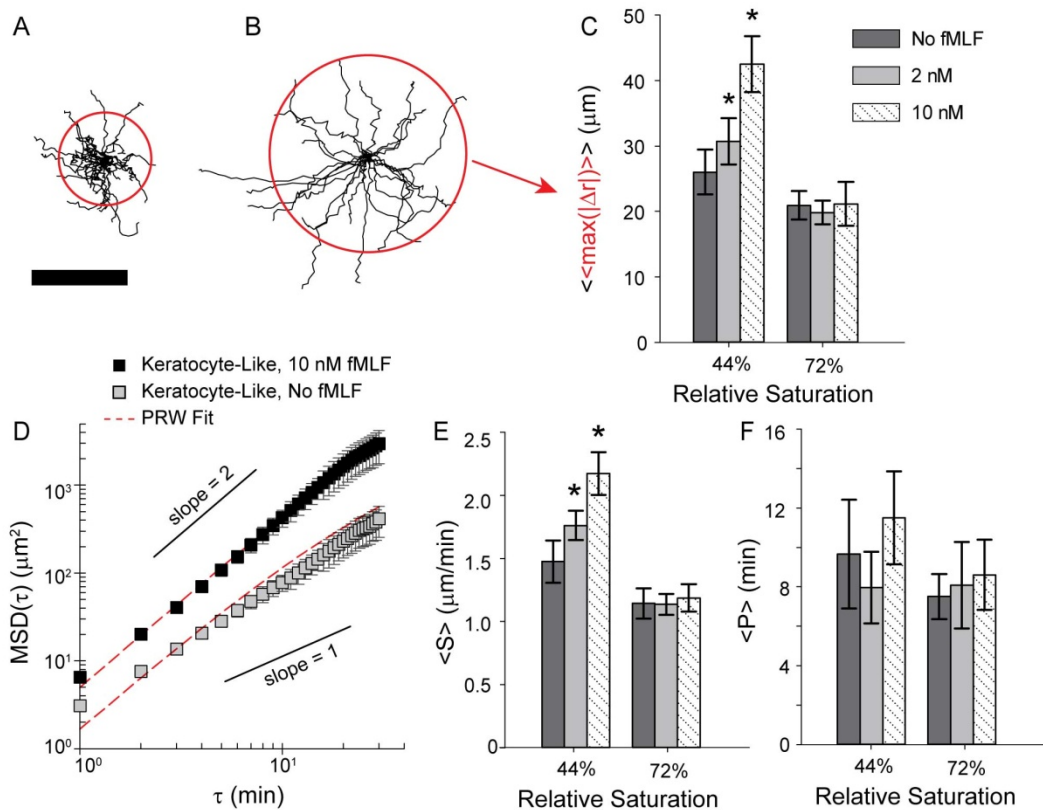 A
B
C
<<max(|Δr|)>> (μm)
50
40
30
20
10
0
*
*
No fMLF
2 nM
10 nM
44%
72%
Relative Saturation
Keratocyte-Like, 10 nM fMLF
Keratocyte-Like, No fMLF
PRW Fit
D
MSD(τ) (μm²)
10³
10²
10¹
10⁰
slope = 2
slope = 1
10⁰
10¹
τ (min)
E
<S> (μm/min)
2.5
2.0
1.5
1.0
0.5
0
*
*
44%
72%
Relative Saturation
F
<P> (min)
16
12
8
4
0
44%
72%
Relative Saturation